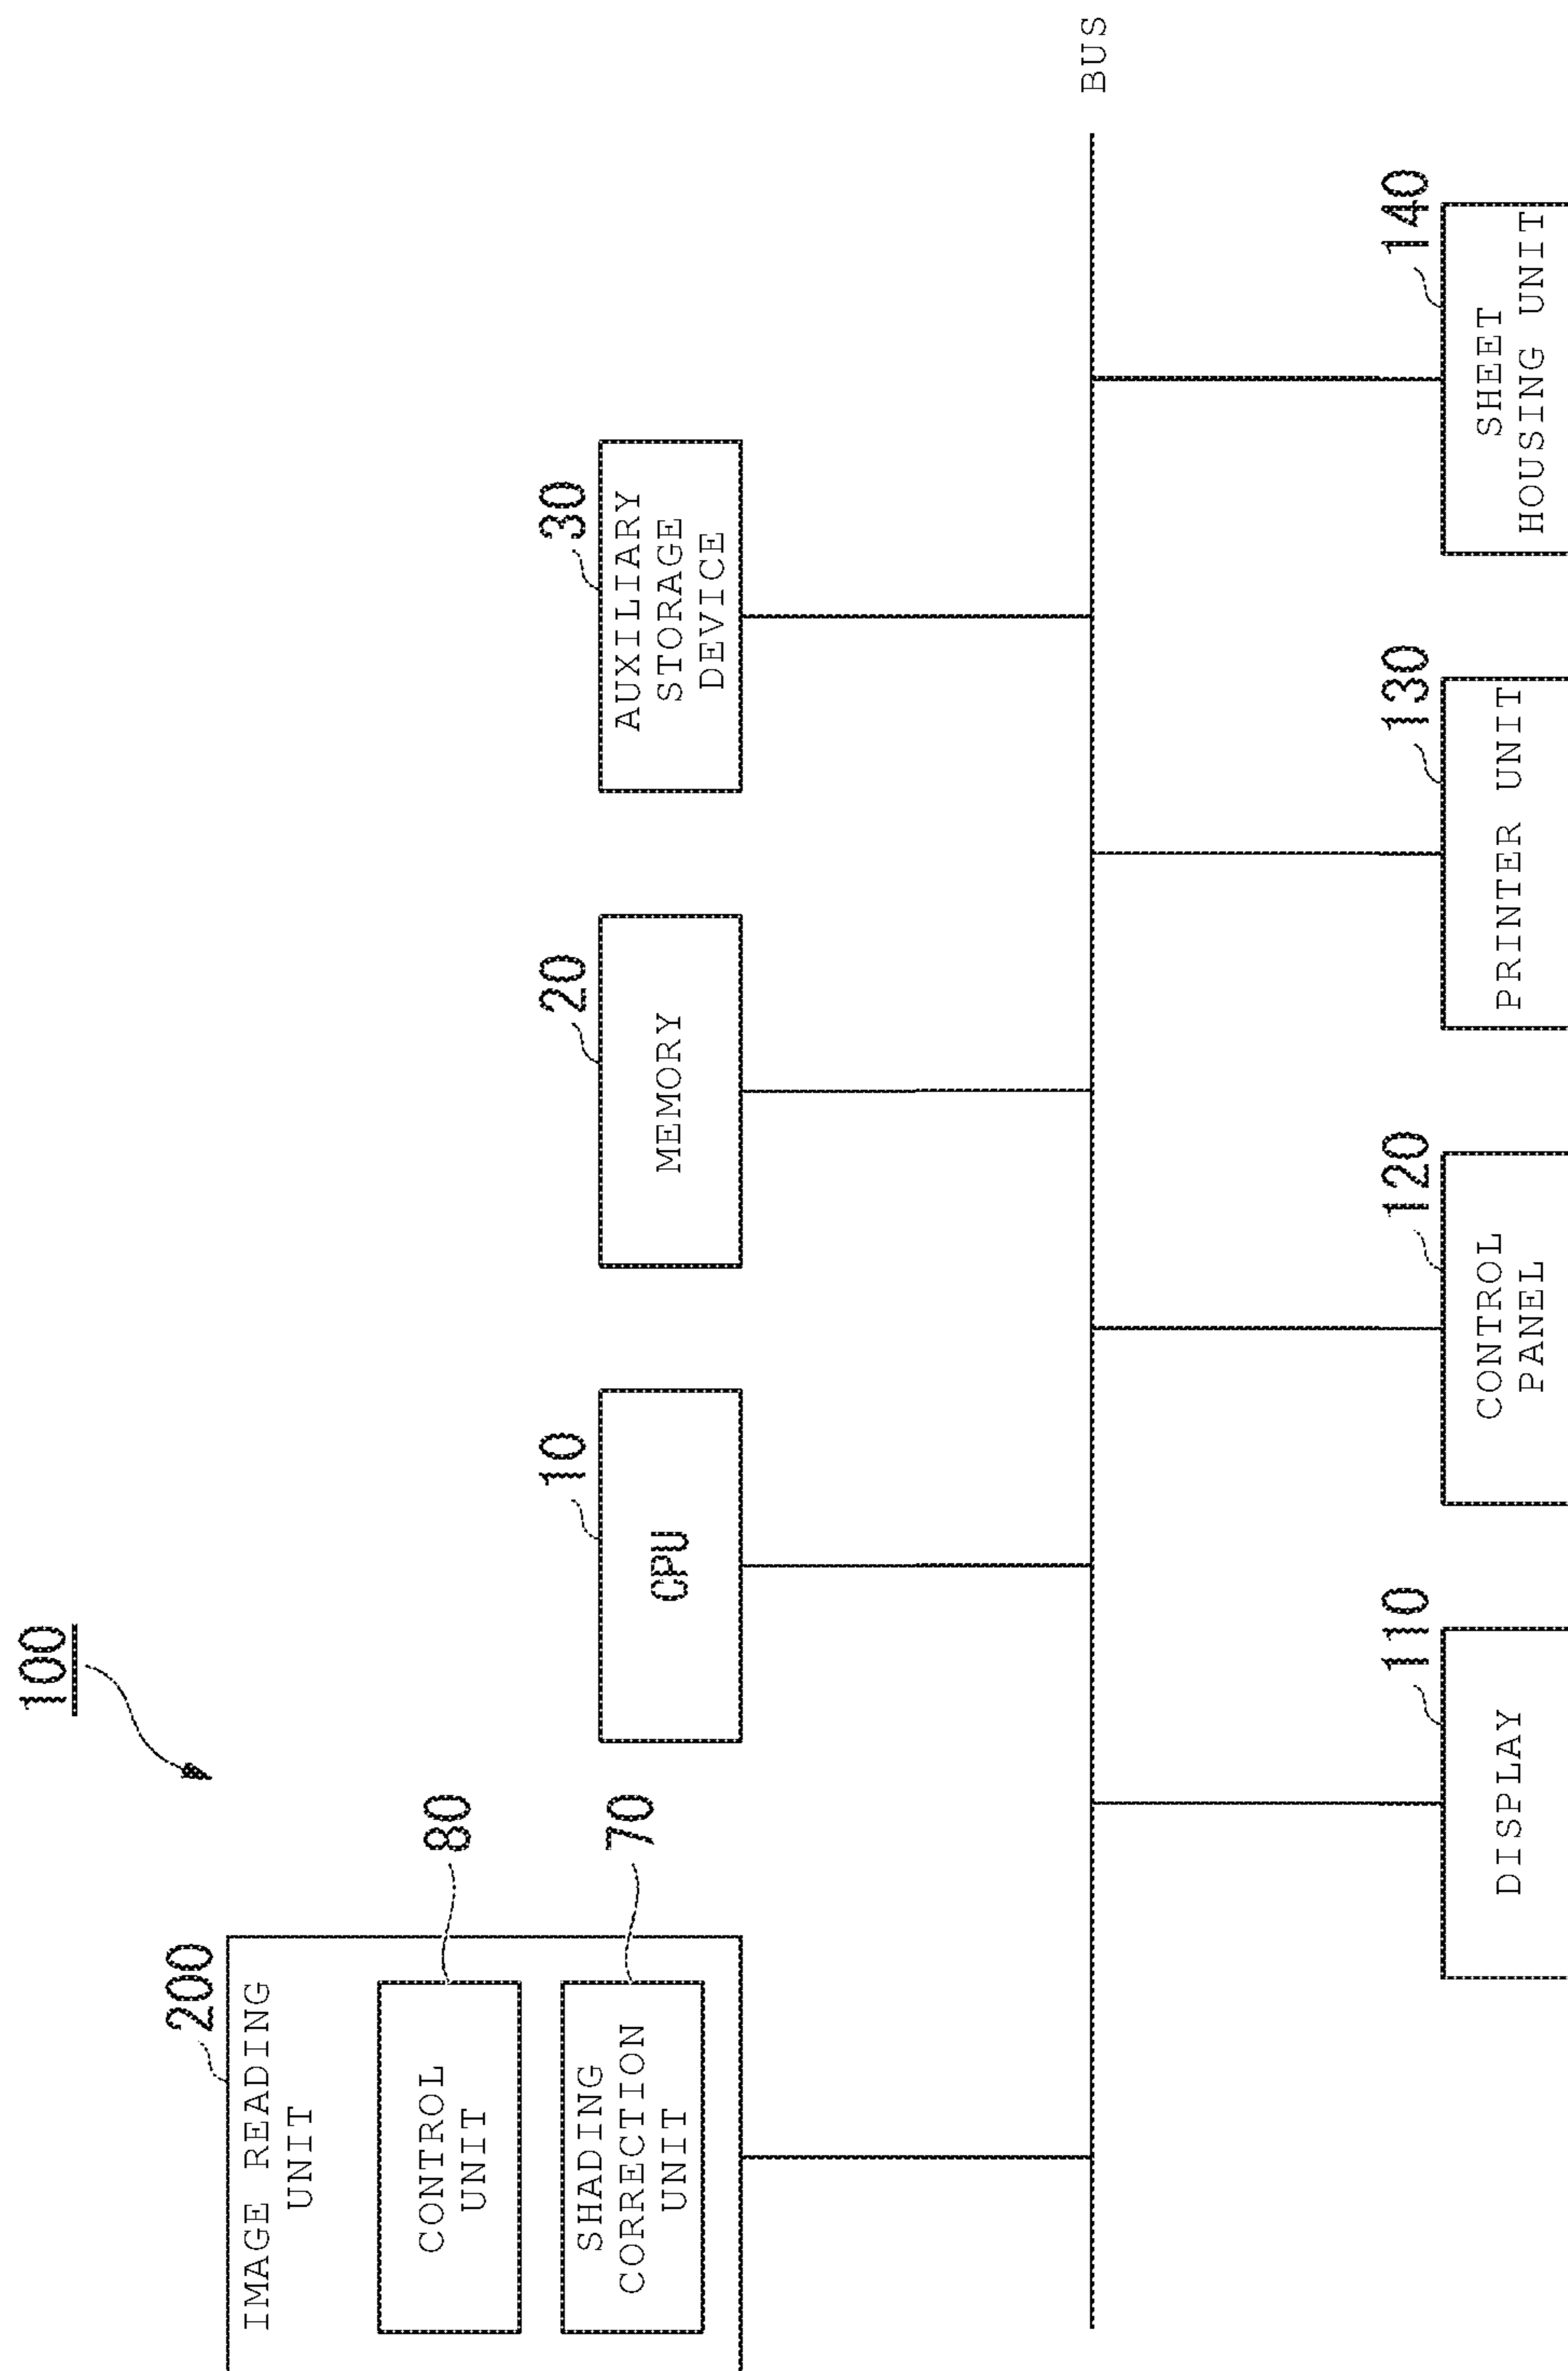 100
200
IMAGE READING
UNIT
80
CONTROL
UNIT
70
SHADING
CORRECTION
UNIT
10
CPU
20
MEMORY
30
AUXILIARY
STORAGE
DEVICE
BUS
110
DISPLAY
120
CONTROL
PANEL
130
PRINTER UNIT
140
SHEET
HOUSING UNIT